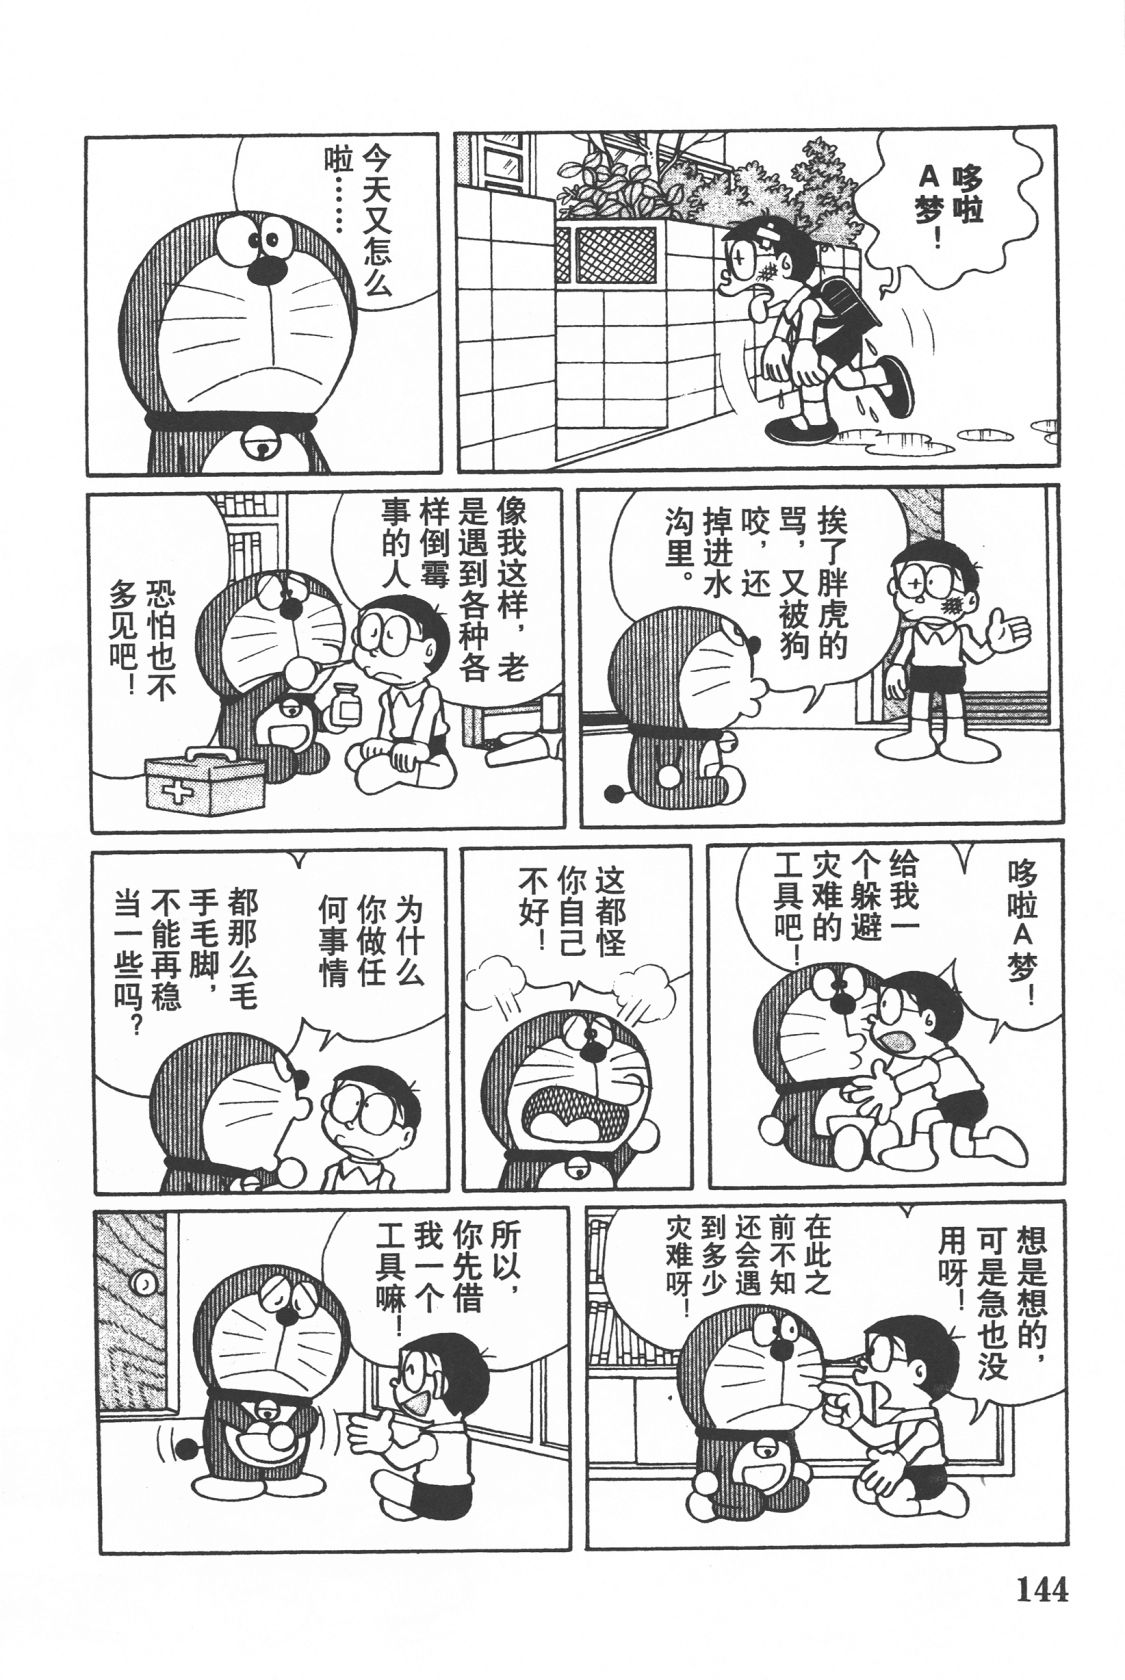 哆啦
A梦！
今天又怎么
啦……
挨了胖虎的
骂，又被狗
咬，还
掉进水
沟里。
像我这样，老
是遇到各种各
样倒霉
事的人
恐怕也不
多见吧！
哆啦A梦！
给我一
个躲避
灾难的
工具吧！
这都怪
你自己
不好！
为什么
你做任
何事情
都那么毛
手毛脚，
不能再稳
当一些吗？
想是想的，
可是急也没
用呀！
在此之
前不知
还会遇
到多少
灾难呀！
所以，
你先借
我一个
工具嘛！
144